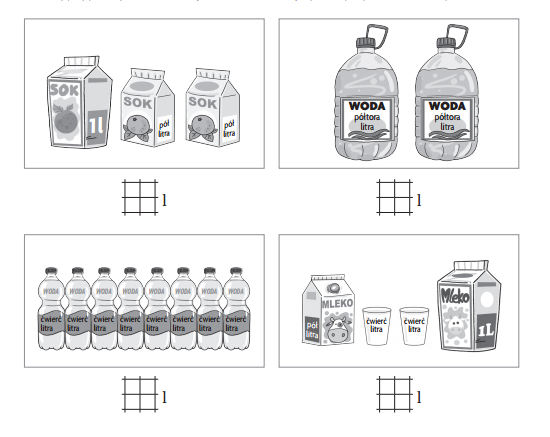 SOK
1l
SOK
pół
litra
SOK
pół
litra
WODA
półtora
litra
WODA
półtora
litra
l
l
WODA WODA WODA WODA WODA WODA WODA WODA
ćwierć ćwierć ćwierć ćwierć ćwierć ćwierć ćwierć ćwierć
litra litra litra litra litra litra litra litra
MLEKO
pół
litra
ćwierć
litra
ćwierć
litra
Mleko
1L
l
l